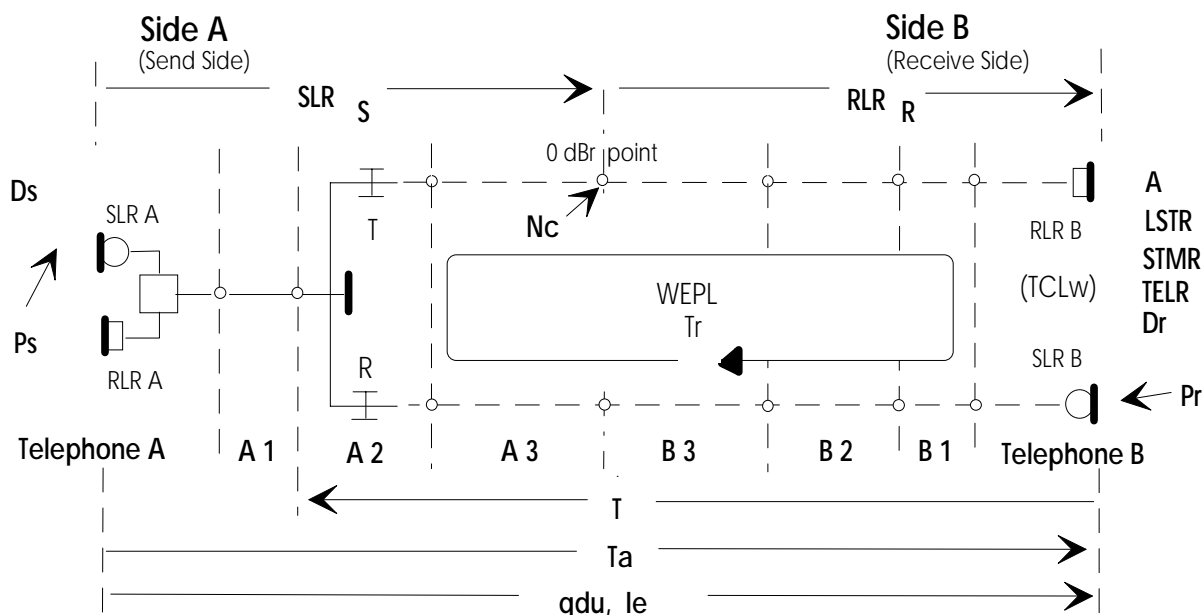 Side A
(Send Side)
Side B
(Receive Side)
SLR S
RLR R
0 dBr point
Ds
SLR A
T
Nc
RLR B
A
LSTR
STMR
TELR
Dr
WEPL
Tr
(TCLw)
Ps
RLR A
R
SLR B
Pr
Telephone A
A 1
A 2
A 3
B 3
B 2
B 1
Telephone B
T
Ta
qdu, Ie